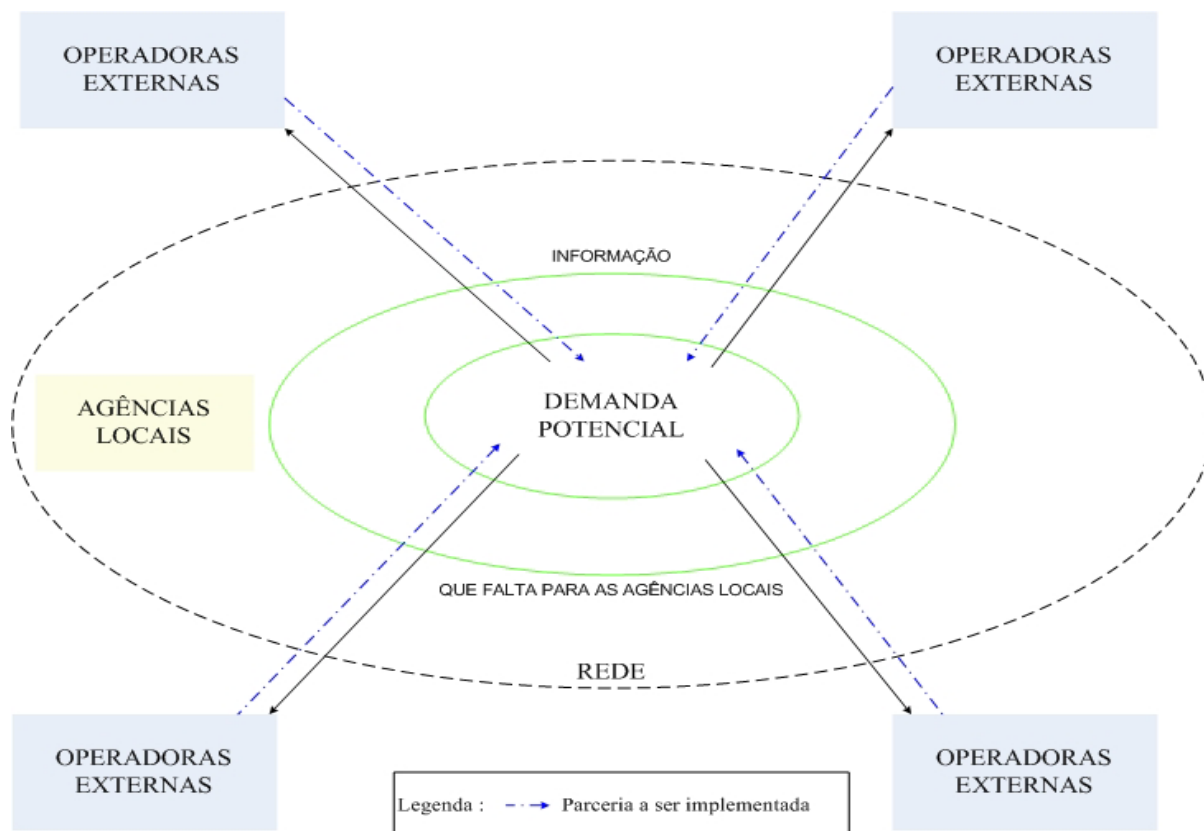 OPERADORAS
EXTERNAS
OPERADORAS
EXTERNAS
INFORMAÇÃO
AGÊNCIAS
LOCAIS
DEMANDA
POTENCIAL
QUE FALTA PARA AS AGÊNCIAS LOCAIS
REDE
OPERADORAS
EXTERNAS
OPERADORAS
EXTERNAS
Legenda : Parceria a ser implementada